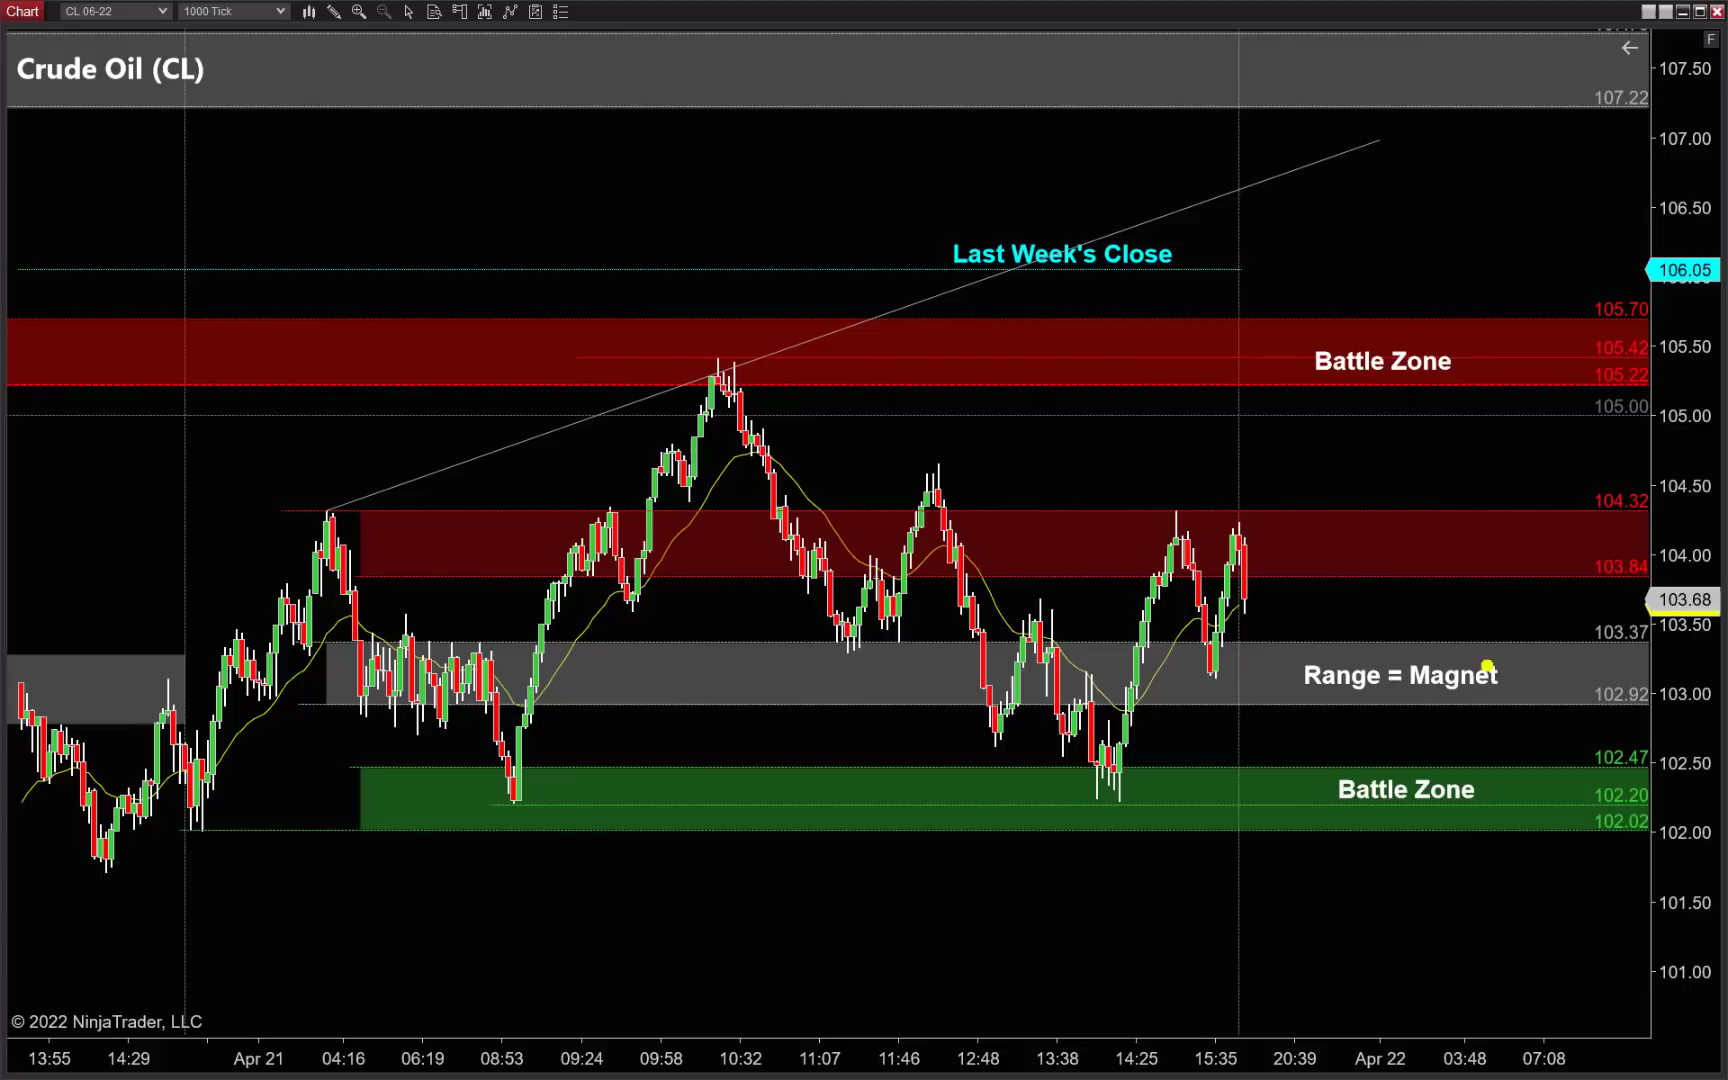 Chart
CL 06-22
1000 Tick
F
Crude Oil (CL)
107.50
107.22
107.00
106.50
Last Week's Close
106.05
105.70
105.50
105.42
Battle Zone
105.22
105.00
105.00
104.50
104.32
104.00
103.84
103.68
103.50
103.37
Range = Magnet
102.92
103.00
102.47
102.50
Battle Zone
102.20
102.02
102.00
101.50
101.00
© 2022 NinjaTrader, LLC
13:55 14:29 Apr 21 04:16 06:19 08:53 09:24 09:58 10:32 11:07 11:46 12:48 13:38 14:25 15:35 20:39 Apr 22 03:48 07:08